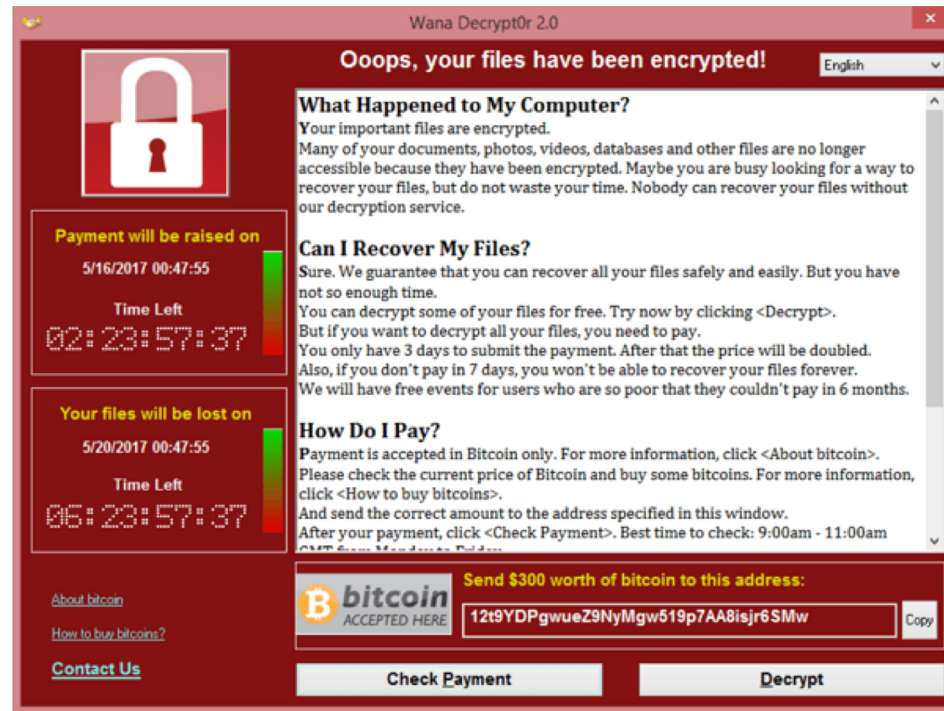 Wana Decrypt0r 2.0
Ooops, your files have been encrypted!
English
What Happened to My Computer?
Your important files are encrypted.
Many of your documents, photos, videos, databases and other files are no longer
accessible because they have been encrypted. Maybe you are busy looking for a way to
recover your files, but do not waste your time. Nobody can recover your files without
our decryption service.
Can I Recover My Files?
Sure. We guarantee that you can recover all your files safely and easily. But you have
not so enough time.
You can decrypt some of your files for free. Try now by clicking <Decrypt>.
But if you want to decrypt all your files, you need to pay.
You only have 3 days to submit the payment. After that the price will be doubled.
Also, if you don't pay in 7 days, you won't be able to recover your files forever.
We will have free events for users who are so poor that they couldn't pay in 6 months.
How Do I Pay?
Payment is accepted in Bitcoin only. For more information, click <About bitcoin>.
Please check the current price of Bitcoin and buy some bitcoins. For more information,
click <How to buy bitcoins>.
And send the correct amount to the address specified in this window.
After your payment, click <Check Payment>. Best time to check: 9:00am - 11:00am
GMT from Monday to Friday
Payment will be raised on
5/16/2017 00:47:55
Time Left
02:23:57:37
Your files will be lost on
5/20/2017 00:47:55
Time Left
06:23:57:37
About bitcoin
How to buy bitcoins?
Contact Us
bitcoin
ACCEPTED HERE
Send $300 worth of bitcoin to this address:
12t9YDPgwueZ9NyMgw519p7AA8isjr6SMw
Copy
Check Payment
Decrypt